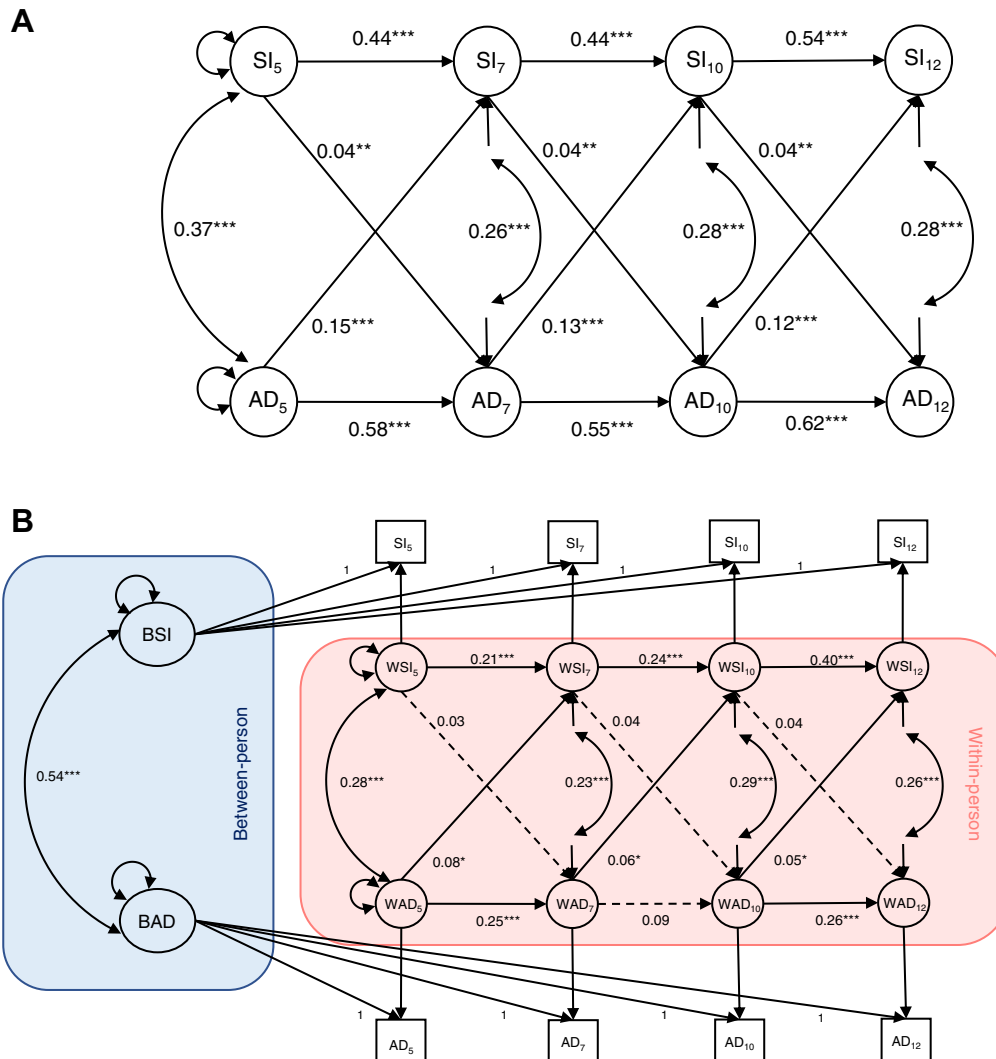 A
0.44***
0.44***
0.54***
SI5
SI7
SI10
SI12
0.04**
0.04**
0.04**
0.37***
0.26***
0.28***
0.28***
0.15***
0.13***
0.12***
AD5
AD7
AD10
AD12
0.58***
0.55***
0.62***
B
SI5
SI7
SI10
SI12
1
1
1
1
BSI
WSI5
0.21***
WSI7
0.24***
WSI10
0.40***
WSI12
0.03
0.04
0.04
Between-person
Within-person
0.54***
0.28***
0.23***
0.29***
0.26***
0.08*
0.06*
0.05*
BAD
WAD5
WAD7
WAD10
WAD12
0.25***
0.09
0.26***
1
1
1
1
AD5
AD7
AD10
AD12